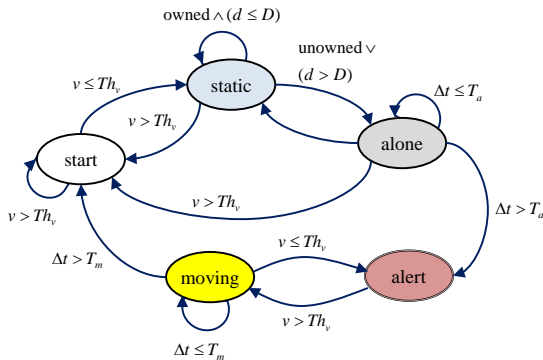 owned ∧ (d ≤ D)
unowned ∨
(d > D)
v ≤ Th_v
static
Δt ≤ T_a
v > Th_v
alone
start
v > Th_v
v > Th_v
Δt > T_a
Δt > T_m
v ≤ Th_v
moving
alert
v > Th_v
Δt ≤ T_m